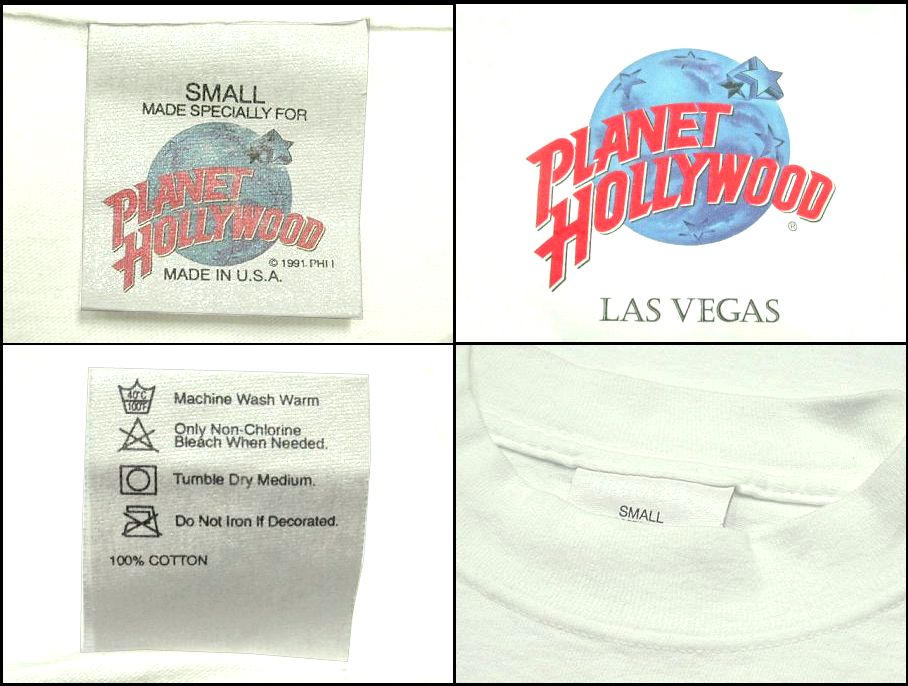 SMALL
MADE SPECIALLY FOR
PLANET
HOLLYWOOD
© 1991. PHII
MADE IN U.S.A.
PLANET
HOLLYWOOD
®
LAS VEGAS
40°C
100°F
Machine Wash Warm
Only Non-Chlorine
Bleach When Needed.
Tumble Dry Medium.
Do Not Iron If Decorated.
100% COTTON
SMALL